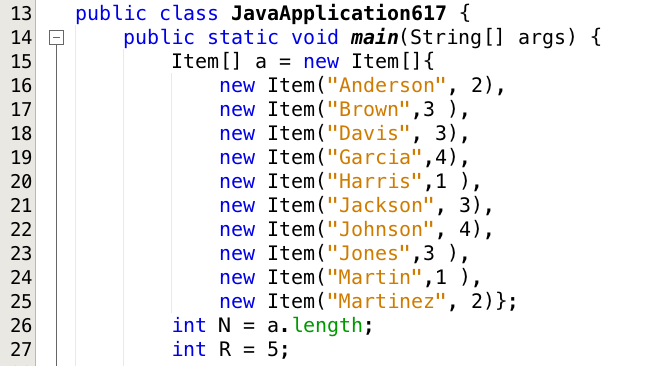 13 public class JavaApplication617 {
14 public static void main(String[] args) {
15 Item[] a = new Item[]{
16 new Item("Anderson", 2),
17 new Item("Brown",3 ),
18 new Item("Davis", 3),
19 new Item("Garcia",4),
20 new Item("Harris",1 ),
21 new Item("Jackson", 3),
22 new Item("Johnson", 4),
23 new Item("Jones",3 ),
24 new Item("Martin",1 ),
25 new Item("Martinez", 2)};
26 int N = a.length;
27 int R = 5;